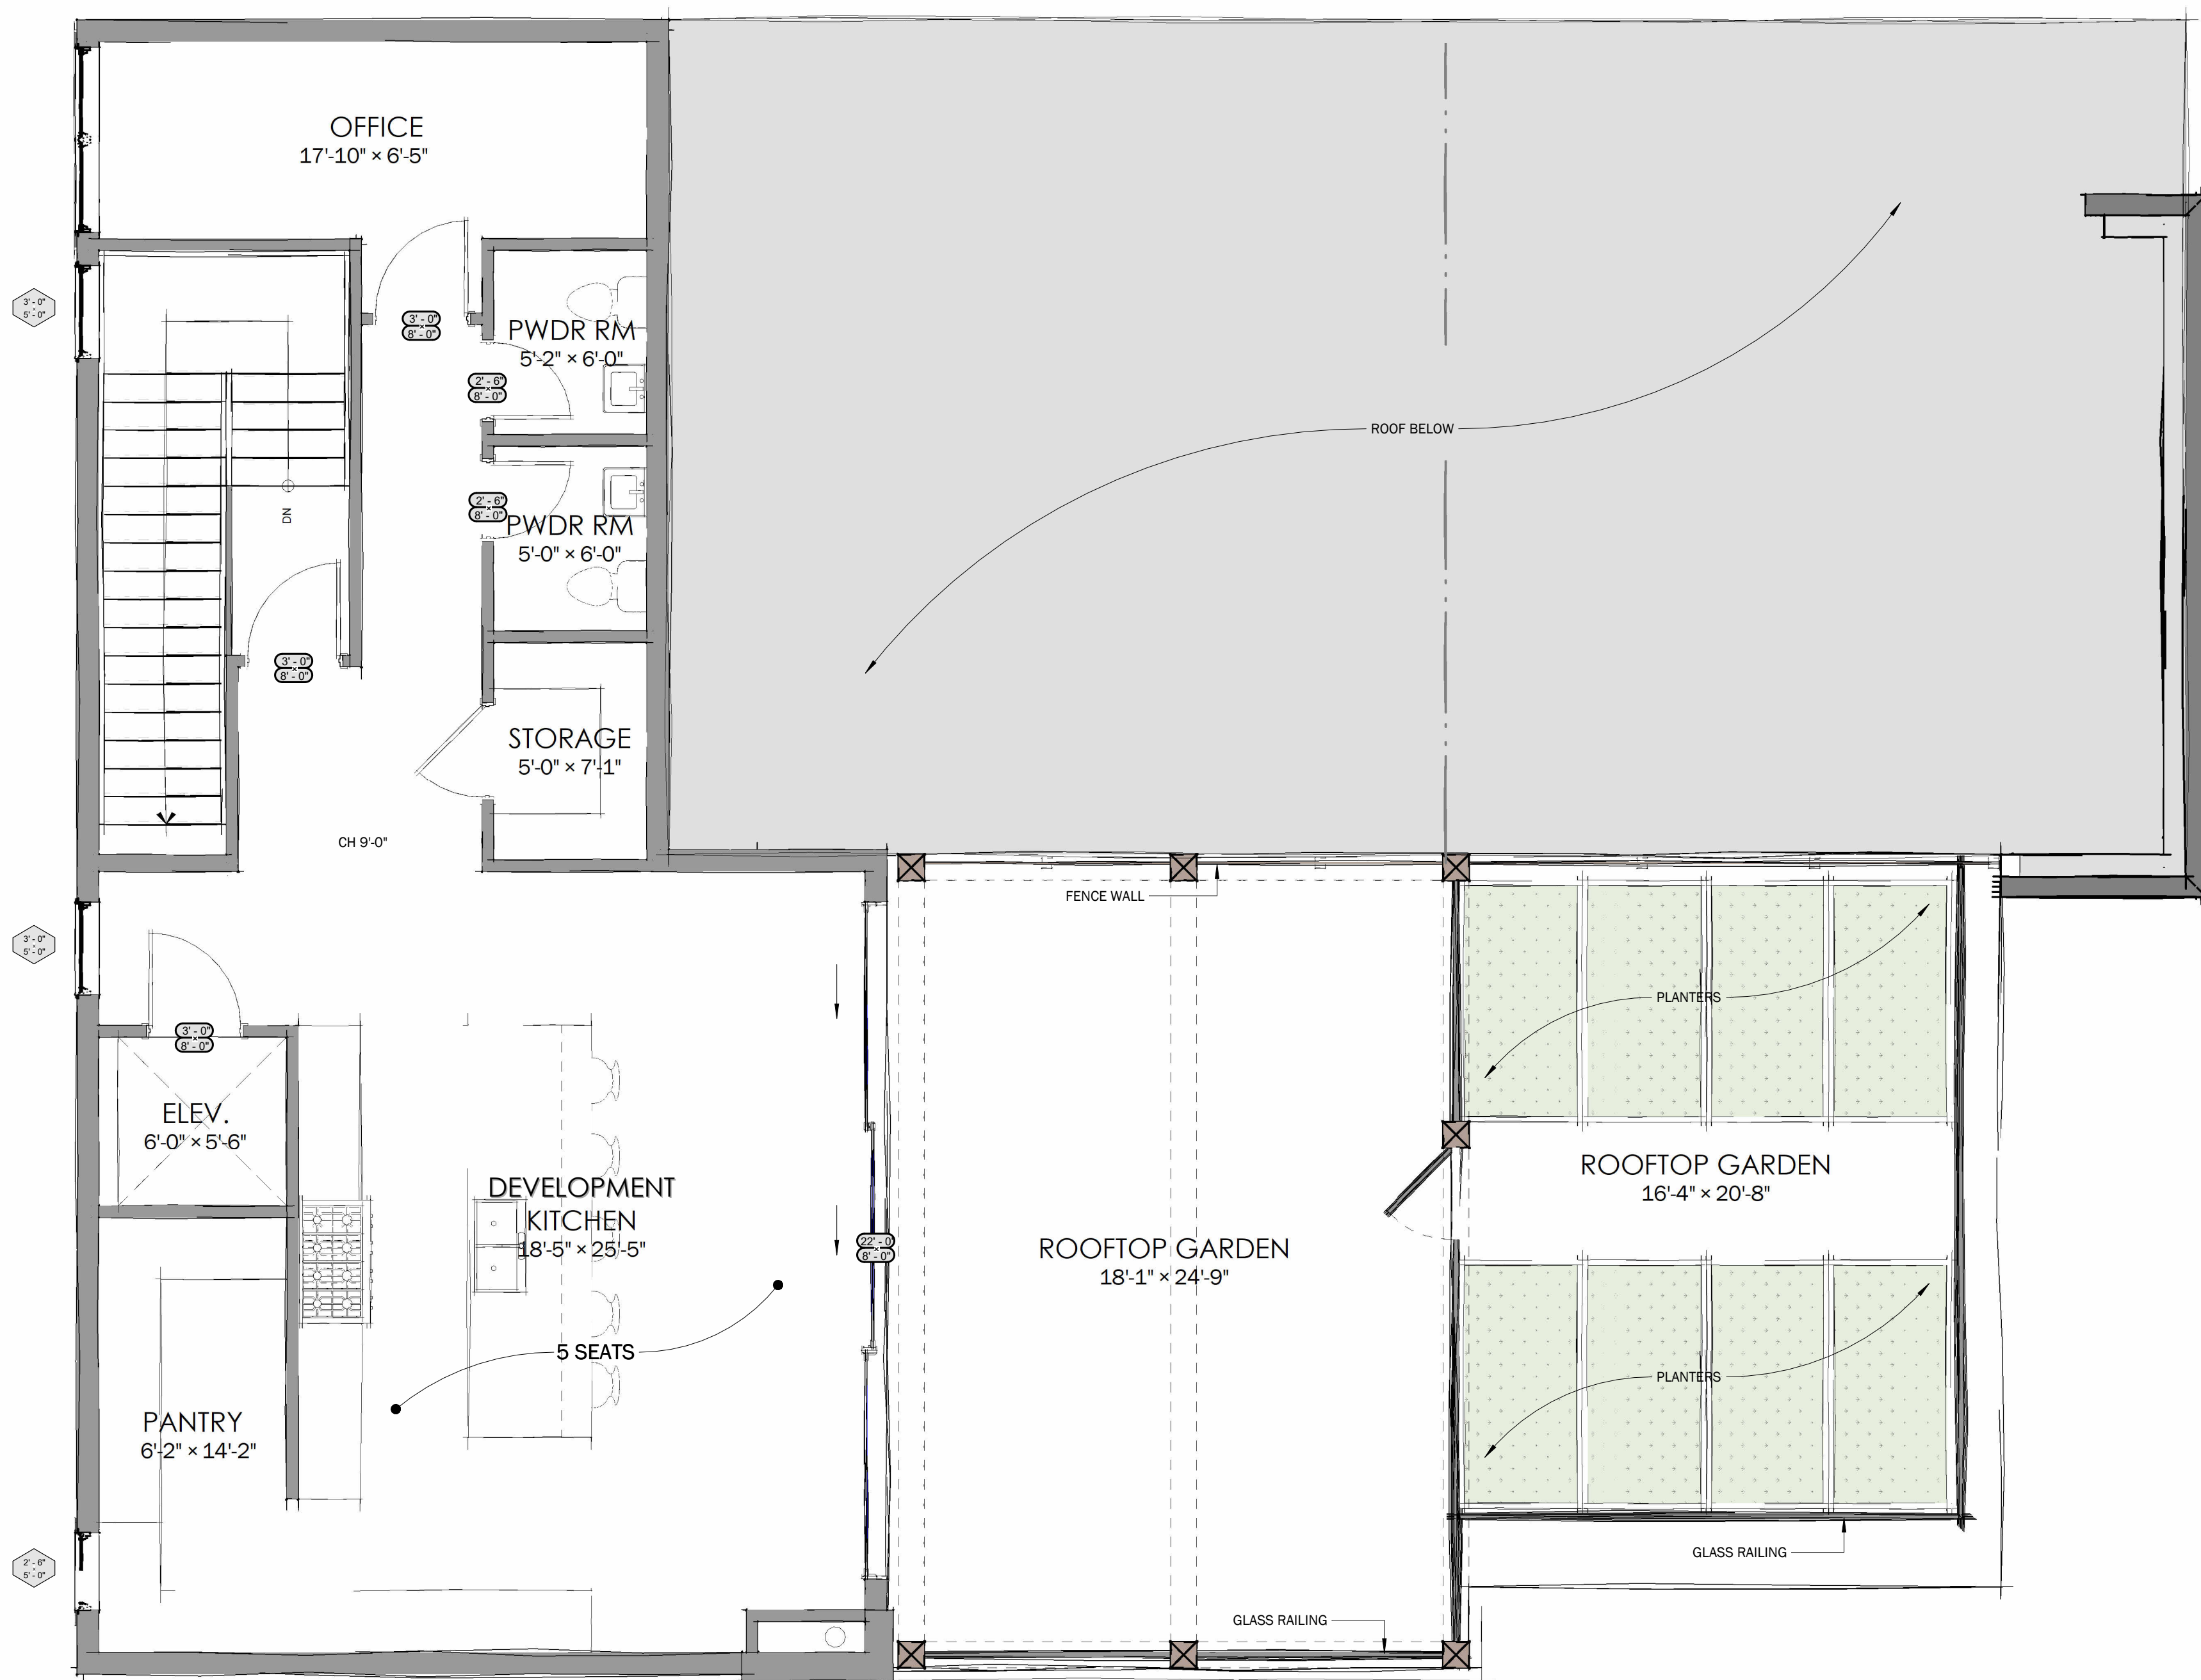 OFFICE
17'-10" × 6'-5"
3' - 0"
×
5' - 0"
3' - 0"
×
8' - 0"
PWDR RM
5'-2" × 6'-0"
2' - 6"
×
8' - 0"
ROOF BELOW
2' - 6"
×
8' - 0"
DN
PWDR RM
5'-0" × 6'-0"
3' - 0"
×
8' - 0"
STORAGE
5'-0" × 7'-1"
CH 9'-0"
FENCE WALL
3' - 0"
×
5' - 0"
PLANTERS
3' - 0"
×
8' - 0"
ELEV.
6'-0" × 5'-6"
ROOFTOP GARDEN
16'-4" × 20'-8"
DEVELOPMENT
KITCHEN
18'-5" × 25'-5"
22' - 0"
×
8' - 0"
ROOFTOP GARDEN
18'-1" × 24'-9"
5 SEATS
PLANTERS
PANTRY
6'-2" × 14'-2"
2' - 6"
×
5' - 0"
GLASS RAILING
GLASS RAILING